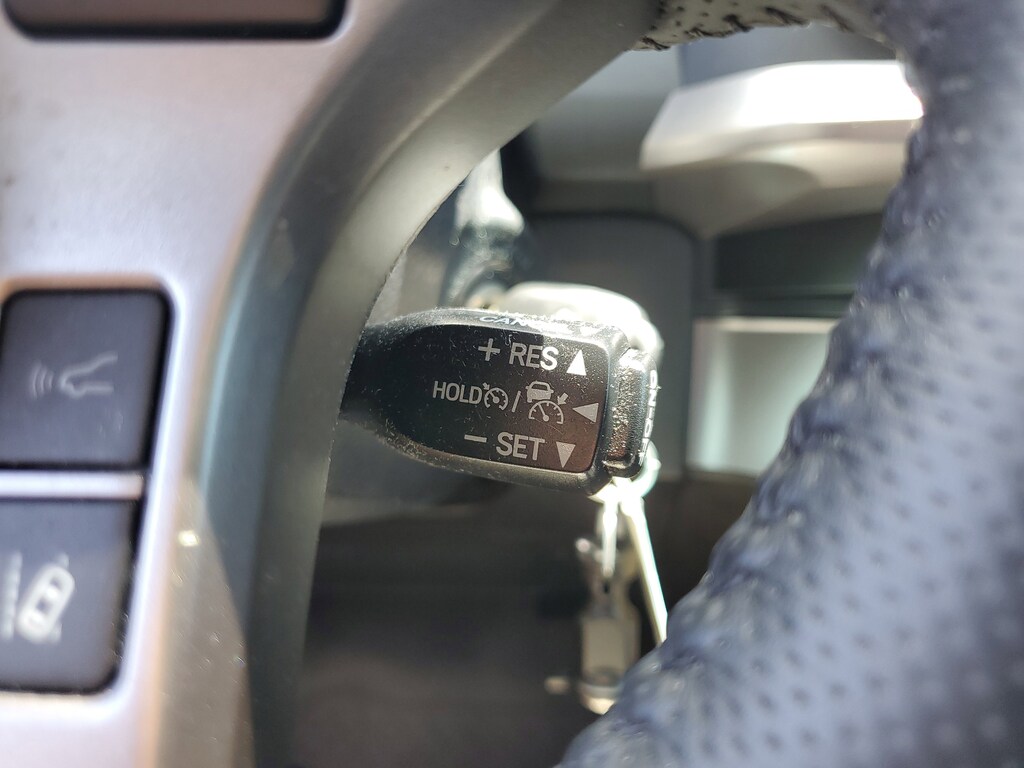 + RES
HOLD /
− SET